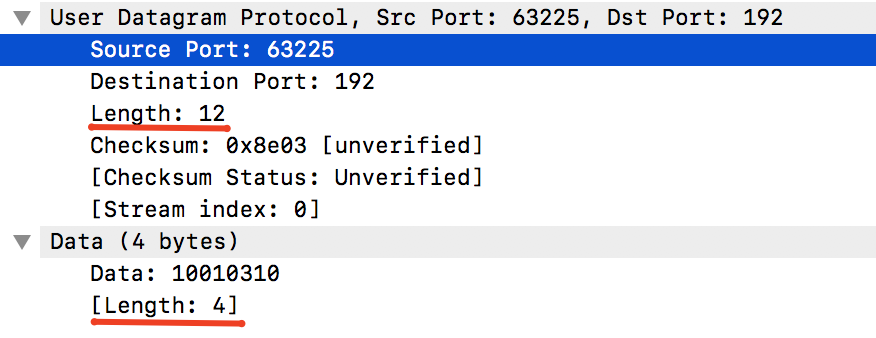 User Datagram Protocol, Src Port: 63225, Dst Port: 192
Source Port: 63225
Destination Port: 192
Length: 12
Checksum: 0x8e03 [unverified]
[Checksum Status: Unverified]
[Stream index: 0]
Data (4 bytes)
Data: 10010310
[Length: 4]